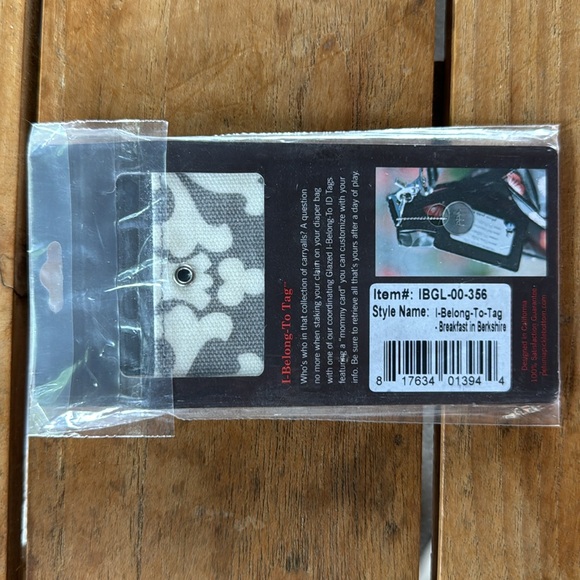 I-Belong-To Tag™
Who's who in that collection of carryalls? A question
no more when staking your claim on your diaper bag
with one of our coordinating Glazed I-Belong-To ID Tags
featuring a "mommy card" you can customize with your
info. Be sure to retrieve all that's yours after a day of play.
Item#: IBGL-00-356
Style Name: I-Belong-To-Tag
- Breakfast in Berkshire
8 17634 01394 4
Designed in California
100% Satisfaction Guarantee